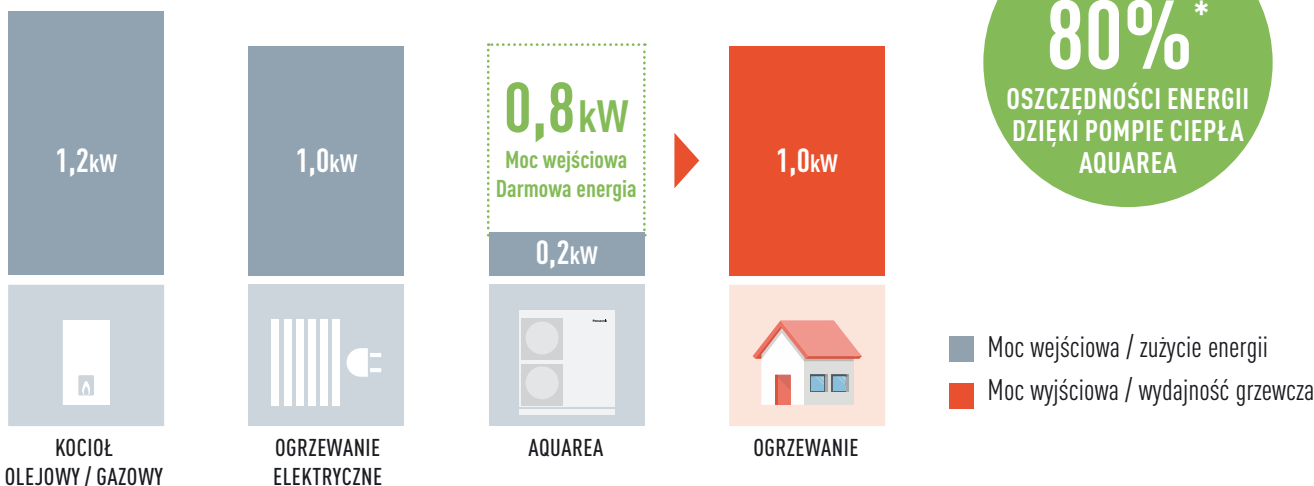 1,2kW
1,0kW
0,8kW
Moc wejściowa
Darmowa energia
0,2kW
1,0kW
80%*
OSZCZĘDNOŚCI ENERGII
DZIĘKI POMPIE CIEPŁA
AQUAREA
Moc wejściowa / zużycie energii
Moc wyjściowa / wydajność grzewcza
KOCIOŁ
OLEJOWY / GAZOWY
OGRZEWANIE
ELEKTRYCZNE
AQUAREA
OGRZEWANIE